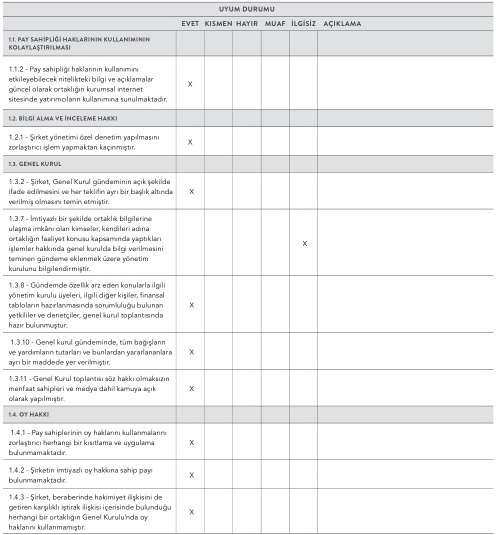 UYUM DURUMU
EVET KISMEN HAYIR MUAF İLGİSİZ AÇIKLAMA
1.1. PAY SAHİPLİĞİ HAKLARININ KULLANIMININ
KOLAYLAŞTIRILMASI
1.1.2 - Pay sahipliği haklarının kullanımını
etkileyebilecek nitelikteki bilgi ve açıklamalar
güncel olarak ortaklığın kurumsal internet
sitesinde yatırımcıların kullanımına sunulmaktadır.
X
1.2. BİLGİ ALMA VE İNCELEME HAKKI
1.2.1 - Şirket yönetimi özel denetim yapılmasını
zorlaştırıcı işlem yapmaktan kaçınmıştır.
X
1.3. GENEL KURUL
1.3.2 - Şirket, Genel Kurul gündeminin açık şekilde
ifade edilmesini ve her teklifin ayrı bir başlık altında
verilmiş olmasını temin etmiştir.
X
1.3.7 - İmtiyazlı bir şekilde ortaklık bilgilerine
ulaşma imkânı olan kimseler, kendileri adına
ortaklığın faaliyet konusu kapsamında yaptıkları
işlemler hakkında genel kurulda bilgi verilmesini
teminen gündeme eklenmek üzere yönetim
kurulunu bilgilendirmiştir.
X
1.3.8 - Gündemde özellik arz eden konularla ilgili
yönetim kurulu üyeleri, ilgili diğer kişiler, finansal
tabloların hazırlanmasında sorumluluğu bulunan
yetkililer ve denetçiler, genel kurul toplantısında
hazır bulunmuştur.
X
1.3.10 - Genel kurul gündeminde, tüm bağışların
ve yardımların tutarları ve bunlardan yararlananlara
ayrı bir maddede yer verilmiştir.
X
1.3.11 - Genel Kurul toplantısı söz hakkı olmaksızın
menfaat sahipleri ve medya dahil kamuya açık
olarak yapılmıştır.
X
1.4. OY HAKKI
1.4.1 - Pay sahiplerinin oy haklarını kullanmalarını
zorlaştırıcı herhangi bir kısıtlama ve uygulama
bulunmamaktadır.
X
1.4.2 - Şirketin imtiyazlı oy hakkına sahip payı
bulunmamaktadır.
X
1.4.3 - Şirket, beraberinde hakimiyet ilişkisini de
getiren karşılıklı iştirak ilişkisi içerisinde bulunduğu
herhangi bir ortaklığın Genel Kurulu'nda oy
haklarını kullanmamıştır.
X